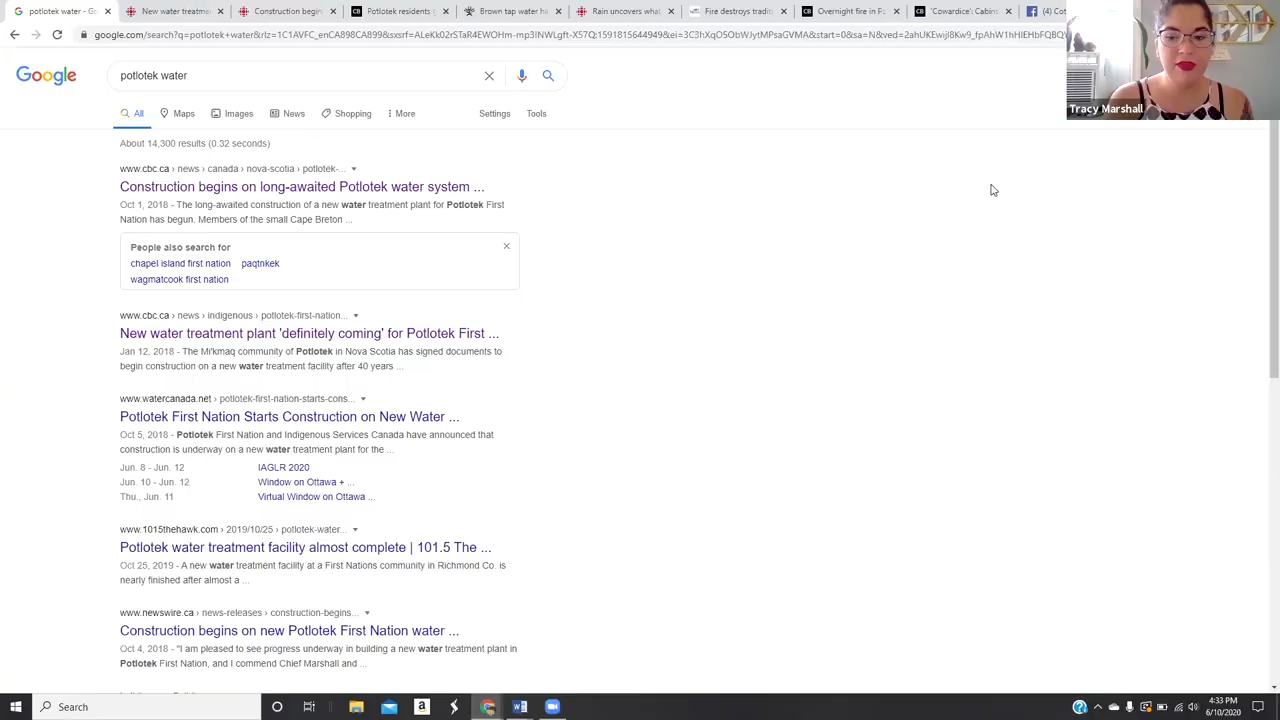 potlotek water - G
Construction beg
Potlotek residents
Brown tap water ha
Rain uncovers what
Fire destroys traditi
Overnight fire in P
'Cowardice's Cabins
(4) Co
google.com/search?q=potlotek+water&rlz=1C1AVFC_enCA898CA899&sxsrf=
Tracy Marshall
Google
potlotek water
All Maps Images News Shopping More Settings Tools
About 14,300 results (0.32 seconds)
www.cbc.ca › news › canada › nova-scotia › potlotek-...
Construction begins on long-awaited Potlotek water system ...
Oct 1, 2018 - The long-awaited construction of a new water treatment plant for Potlotek First
Nation has begun. Members of the small Cape Breton ...
People also search for
chapel island first nation paqtnkek
wagmatcook first nation
www.cbc.ca › news › indigenous › potlotek-first-nation...
New water treatment plant 'definitely coming' for Potlotek First ...
Jan 12, 2018 - The Mi'kmaq community of Potlotek in Nova Scotia has signed documents to
begin construction on a new water treatment facility after 40 years ...
www.watercanada.net › potlotek-first-nation-starts-cons...
Potlotek First Nation Starts Construction on New Water ...
Oct 5, 2018 - Potlotek First Nation and Indigenous Services Canada have announced that
construction is underway on a new water treatment plant for the ...
Jun. 8 - Jun. 12 IAGLR 2020
Jun. 10 - Jun. 12 Window on Ottawa + ...
Thu., Jun. 11 Virtual Window on Ottawa ...
www.1015thehawk.com › 2019/10/25 › potlotek-water...
Potlotek water treatment facility almost complete | 101.5 The ...
Oct 25, 2019 - A new water treatment facility at a First Nations community in Richmond Co. is
nearly finished after almost a ...
www.newswire.ca › news-releases › construction-begins...
Construction begins on new Potlotek First Nation water ...
Oct 4, 2018 - "I am pleased to see progress underway in building a new water treatment plant in
Potlotek First Nation, and I commend Chief Marshall and ...
Search
4:33 PM
6/10/2020